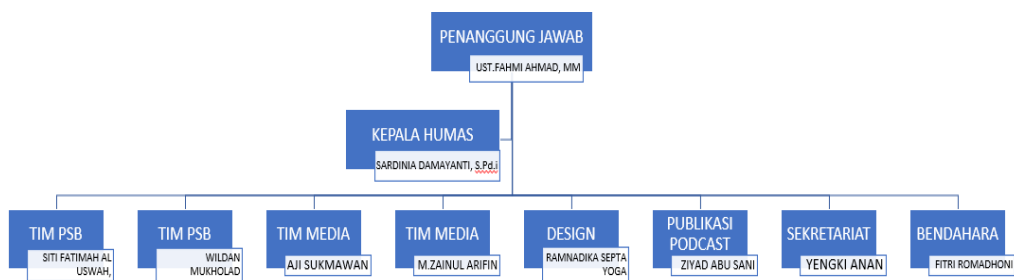 PENANGGUNG JAWAB
UST.FAHMI AHMAD, MM
KEPALA HUMAS
SARDINIA DAMAYANTI, S.Pd.i
TIM PSB
SITI FATIMAH AL
USWAH,
TIM PSB
WILDAN
MUKHOLAD
TIM MEDIA
AJI SUKMAWAN
TIM MEDIA
M.ZAINUL ARIFIN
DESIGN
RAMNADIKA SEPTA
YOGA
PUBLIKASI
PODCAST
ZIYAD ABU SANI
SEKRETARIAT
YENGKI ANAN
BENDAHARA
FITRI ROMADHONI